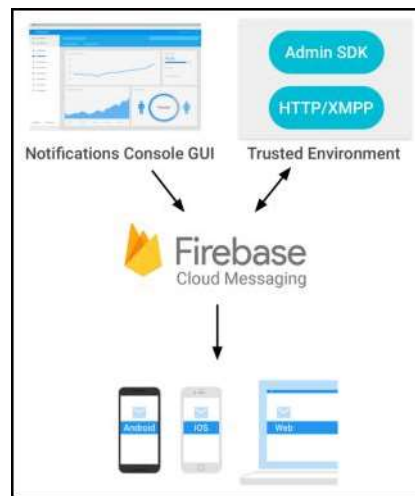 Admin SDK
HTTP/XMPP
Notifications Console GUI
Trusted Environment
Firebase
Cloud Messaging
Android
iOS
Web